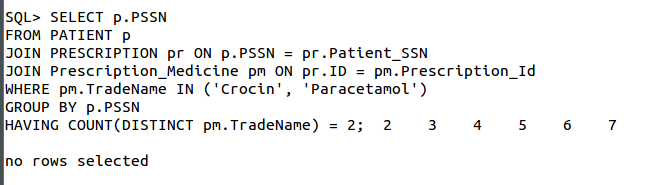 SQL> SELECT p.PSSN
FROM PATIENT p
JOIN PRESCRIPTION pr ON p.PSSN = pr.Patient_SSN
JOIN Prescription_Medicine pm ON pr.ID = pm.Prescription_Id
WHERE pm.TradeName IN ('Crocin', 'Paracetamol')
GROUP BY p.PSSN
HAVING COUNT(DISTINCT pm.TradeName) = 2;  2    3    4    5    6    7
no rows selected